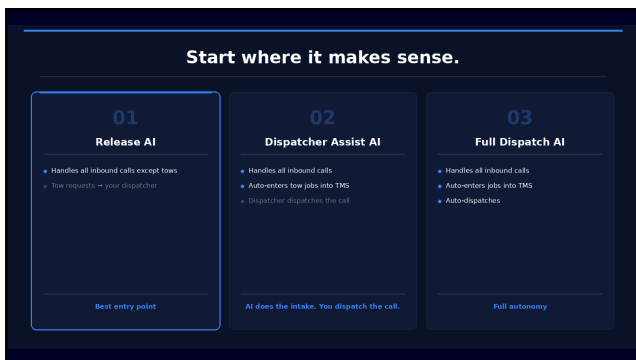 Start where it makes sense.
01
Release AI
Handles all inbound calls except tows
Tow requests → your dispatcher
Best entry point
02
Dispatcher Assist AI
Handles all inbound calls
Auto-enters tow jobs into TMS
Dispatcher dispatches the call
AI does the intake. You dispatch the call.
03
Full Dispatch AI
Handles all inbound calls
Auto-enters jobs into TMS
Auto-dispatches
Full autonomy